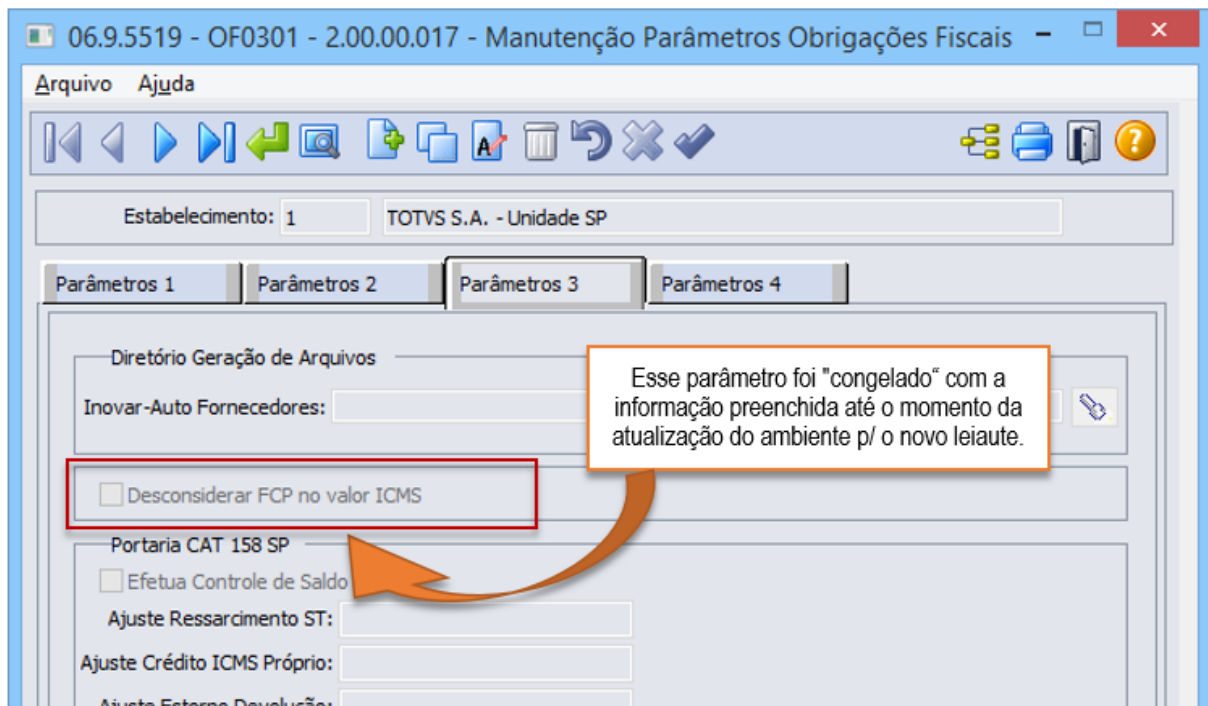 06.9.5519 - OF0301 - 2.00.00.017 - Manutenção Parâmetros Obrigações Fiscais
Arquivo Ajuda
Estabelecimento: 1 TOTVS S.A. - Unidade SP
Parâmetros 1 Parâmetros 2 Parâmetros 3 Parâmetros 4
Diretório Geração de Arquivos
Inovar-Auto Fornecedores:
Esse parâmetro foi "congelado“ com a
informação preenchida até o momento da
atualização do ambiente p/ o novo leiaute.
Desconsiderar FCP no valor ICMS
Portaria CAT 158 SP
Efetua Controle de Saldo
Ajuste Ressarcimento ST:
Ajuste Crédito ICMS Próprio:
Ajuste Estorno Devolução: